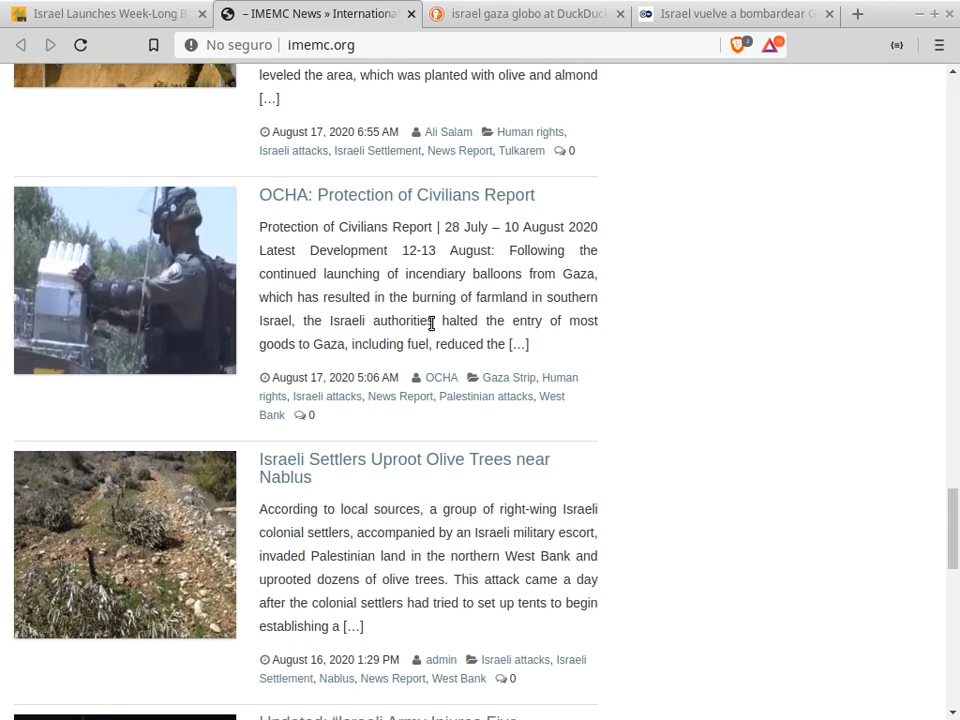 Israel Launches Week-Long B
– IMEMC News » Internationa
israel gaza globo at DuckDuc
Israel vuelve a bombardear G
No seguro
imemc.org
leveled the area, which was planted with olive and almond
[…]
August 17, 2020 6:55 AM Ali Salam Human rights,
Israeli attacks, Israeli Settlement, News Report, Tulkarem 0
OCHA: Protection of Civilians Report
Protection of Civilians Report | 28 July – 10 August 2020
Latest Development 12-13 August: Following the
continued launching of incendiary balloons from Gaza,
which has resulted in the burning of farmland in southern
Israel, the Israeli authorities halted the entry of most
goods to Gaza, including fuel, reduced the […]
August 17, 2020 5:06 AM OCHA Gaza Strip, Human
rights, Israeli attacks, News Report, Palestinian attacks, West
Bank 0
Israeli Settlers Uproot Olive Trees near
Nablus
According to local sources, a group of right-wing Israeli
colonial settlers, accompanied by an Israeli military escort,
invaded Palestinian land in the northern West Bank and
uprooted dozens of olive trees. This attack came a day
after the colonial settlers had tried to set up tents to begin
establishing a […]
August 16, 2020 1:29 PM admin Israeli attacks, Israeli
Settlement, Nablus, News Report, West Bank 0
Updated: "Israeli Army Injures Five